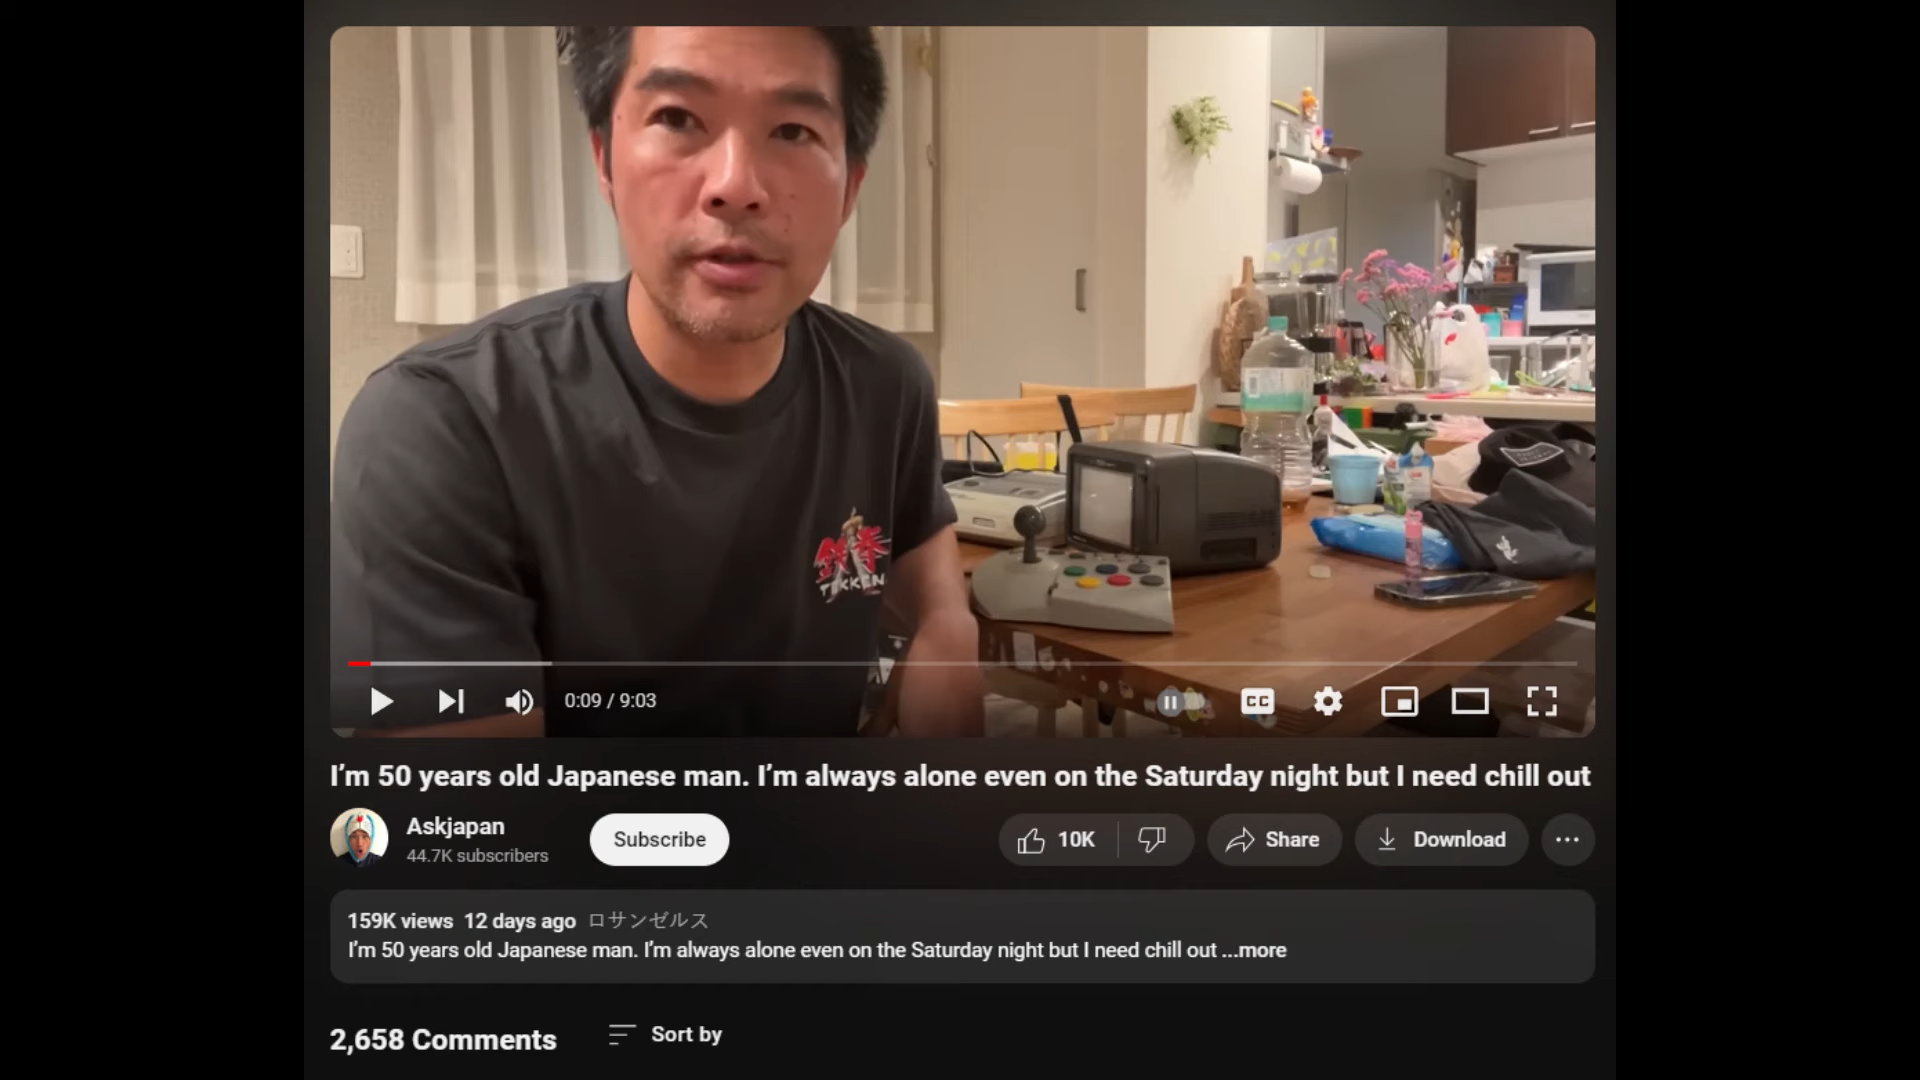 鉄拳
TEKKEN
0:09 / 9:03
CC
I’m 50 years old Japanese man. I’m always alone even on the Saturday night but I need chill out
Askjapan
44.7K subscribers
Subscribe
10K
Share
Download
159K views 12 days ago ロサンゼルス
I’m 50 years old Japanese man. I’m always alone even on the Saturday night but I need chill out ...more
2,658 Comments
Sort by